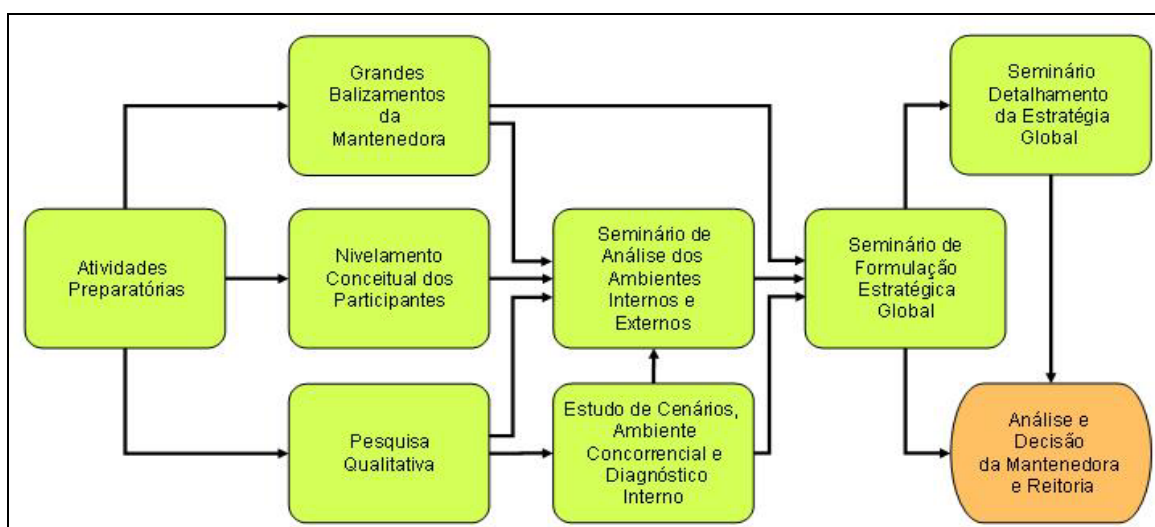 Grandes
Balizamentos
da
Mantenedora
Seminário
Detalhamento
da Estratégia
Global
Atividades
Preparatórias
Nivelamento
Conceitual dos
Participantes
Seminário de
Análise dos
Ambientes
Internos e
Externos
Seminário de
Formulação
Estratégica
Global
Pesquisa
Qualitativa
Estudo de Cenários,
Ambiente
Concorrencial e
Diagnóstico
Interno
Análise e
Decisão
da Mantenedora
e Reitoria